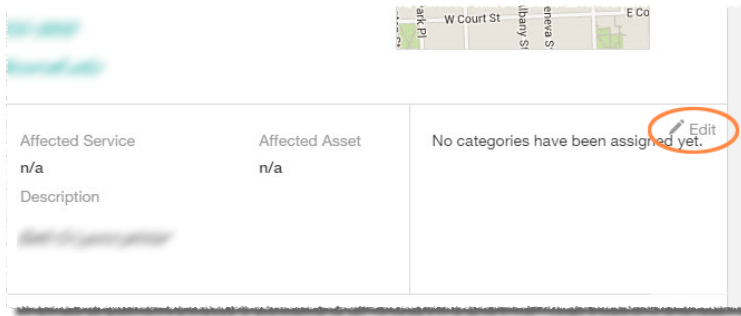 ark Pl
W Court St
lbany St
eneva S
E Co
Edit
Affected Service
Affected Asset
No categories have been assigned yet.
n/a
n/a
Description